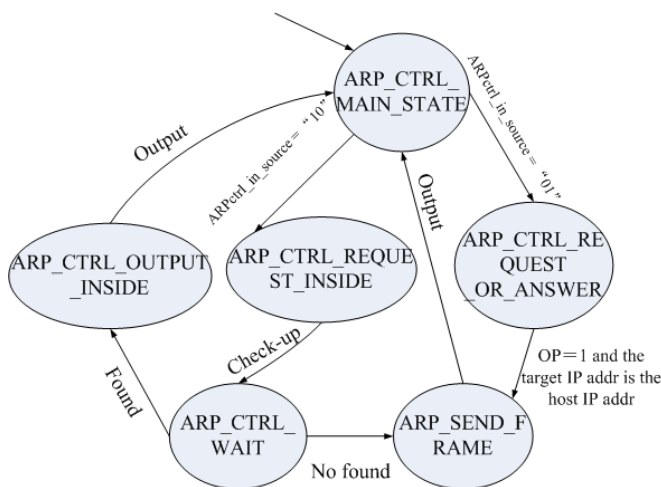 ARP_CTRL_
MAIN_STATE
Output
ARPctrl_in_source = “10”
ARPctrl_in_source = “01”
Output
ARP_CTRL_OUTPUT
_INSIDE
ARP_CTRL_REQUE
ST_INSIDE
ARP_CTRL_RE
QUEST
_OR_ANSWER
Found
Check-up
OP=1 and the
target IP addr is the
host IP addr
ARP_CTRL_
WAIT
ARP_SEND_F
RAME
No found